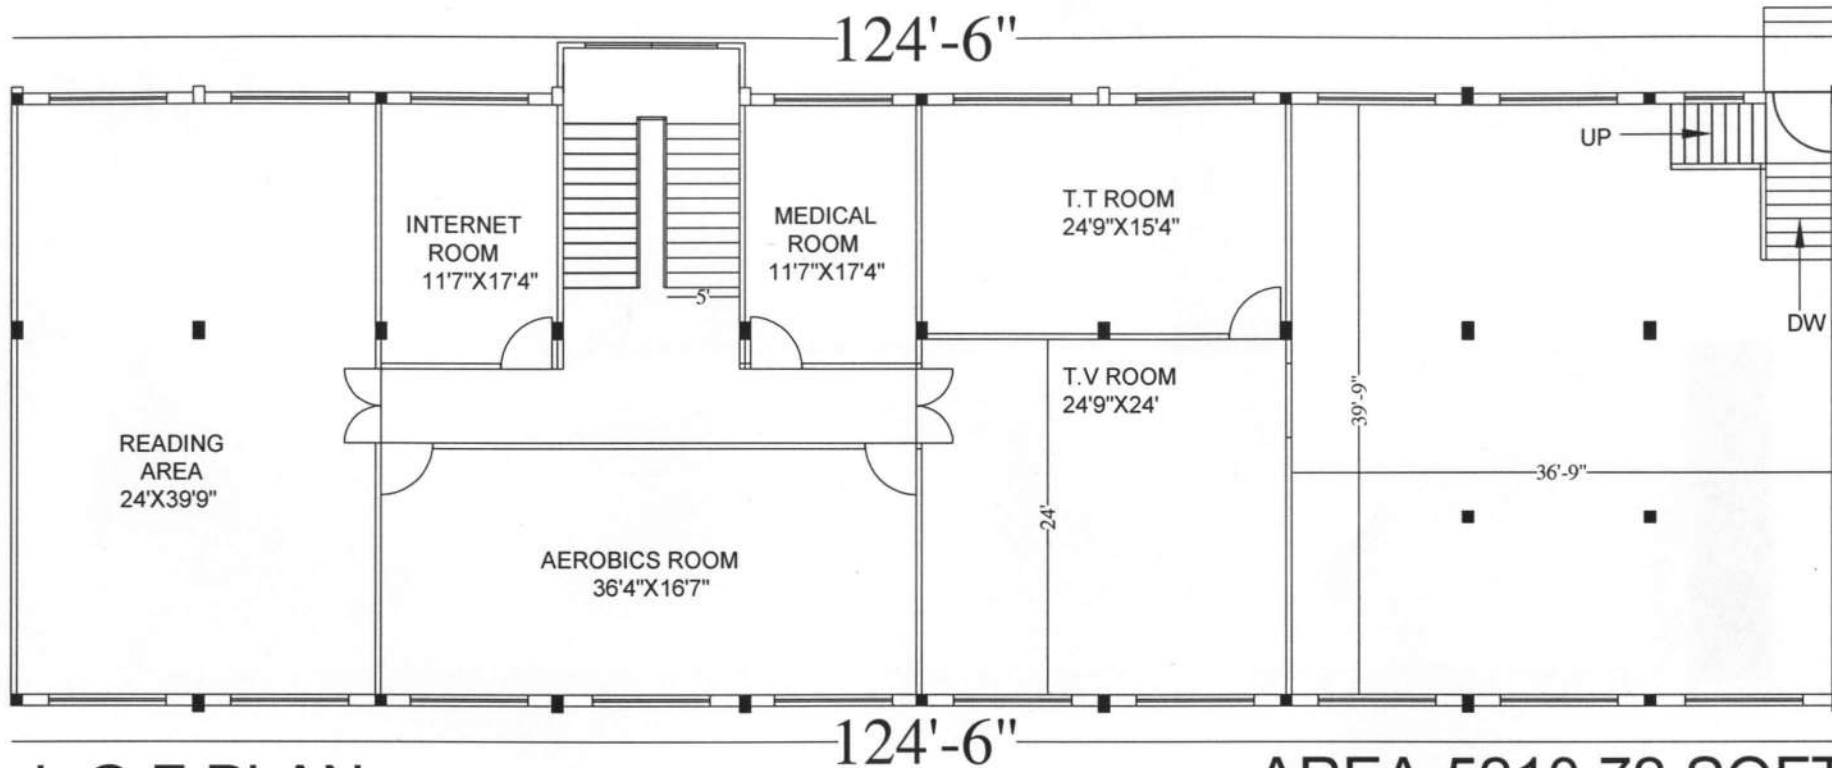 124'-6"
UP
T.T ROOM
24'9"X15'4"
INTERNET
ROOM
11'7"X17'4"
MEDICAL
ROOM
11'7"X17'4"
5'
DW
T.V ROOM
24'9"X24'
39'-9"
READING
AREA
24'X39'9"
36'-9"
24'
AEROBICS ROOM
36'4"X16'7"
124'-6"
PLAN
AREA